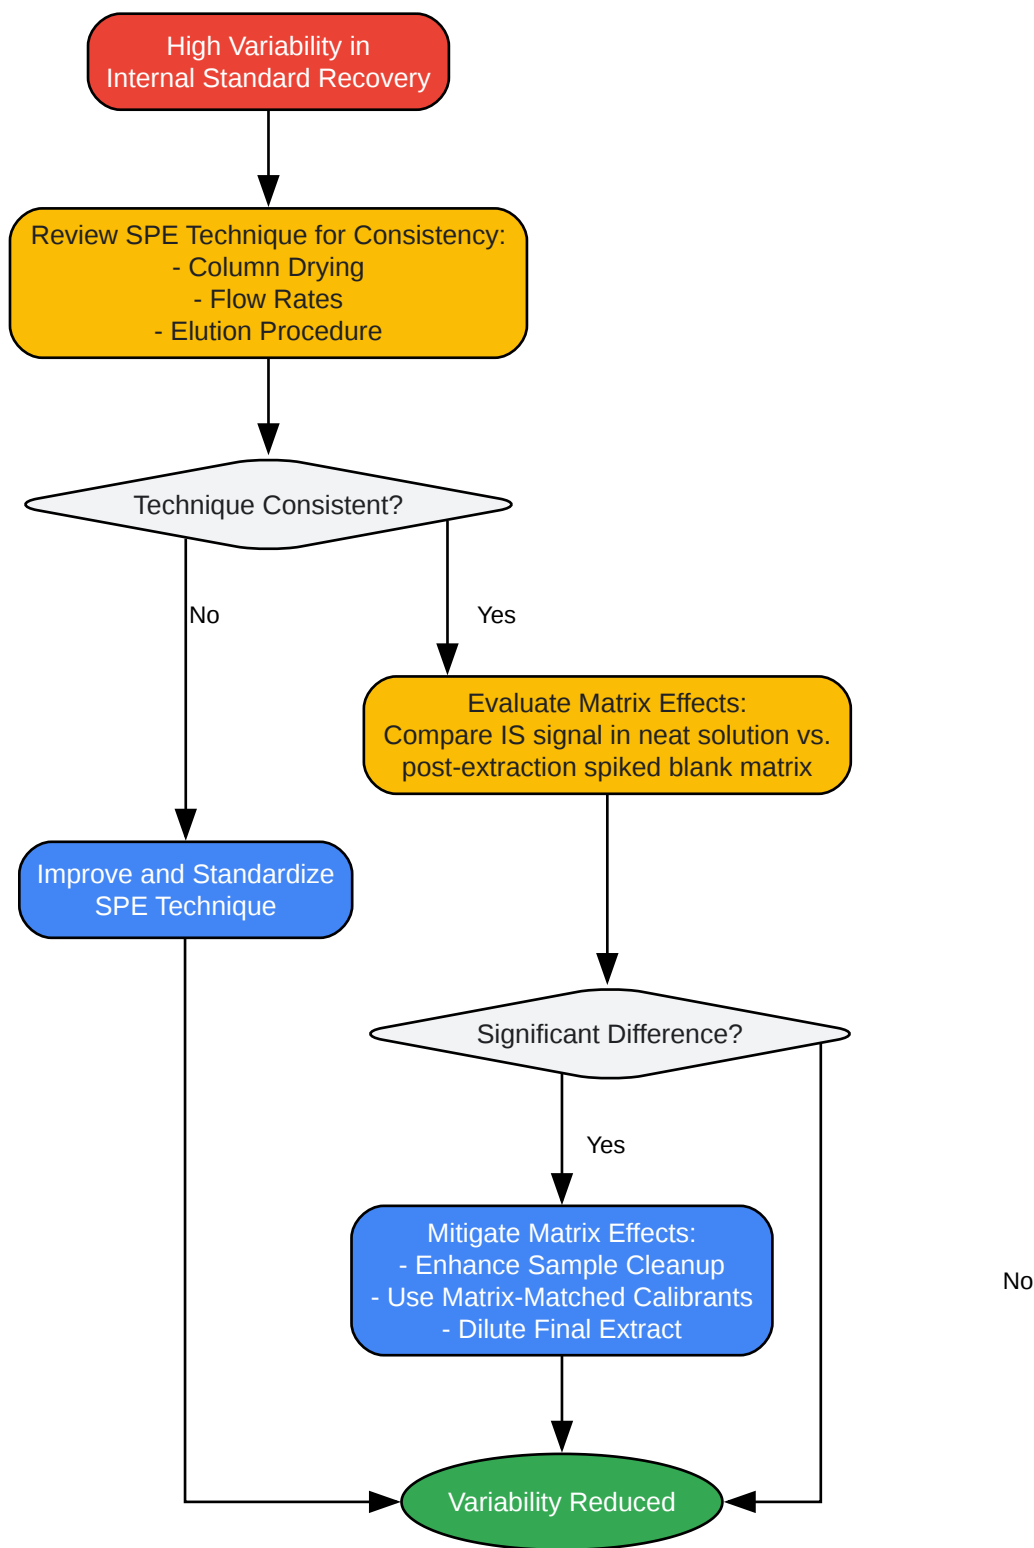 High Variability in
Internal Standard Recovery
Review SPE Technique for Consistency:
- Column Drying
- Flow Rates
- Elution Procedure
Technique Consistent?
No
Yes
Evaluate Matrix Effects:
Compare IS signal in neat solution vs.
post-extraction spiked blank matrix
Improve and Standardize
SPE Technique
Significant Difference?
Yes
Mitigate Matrix Effects:
- Enhance Sample Cleanup
- Use Matrix-Matched Calibrants
- Dilute Final Extract
No
Variability Reduced